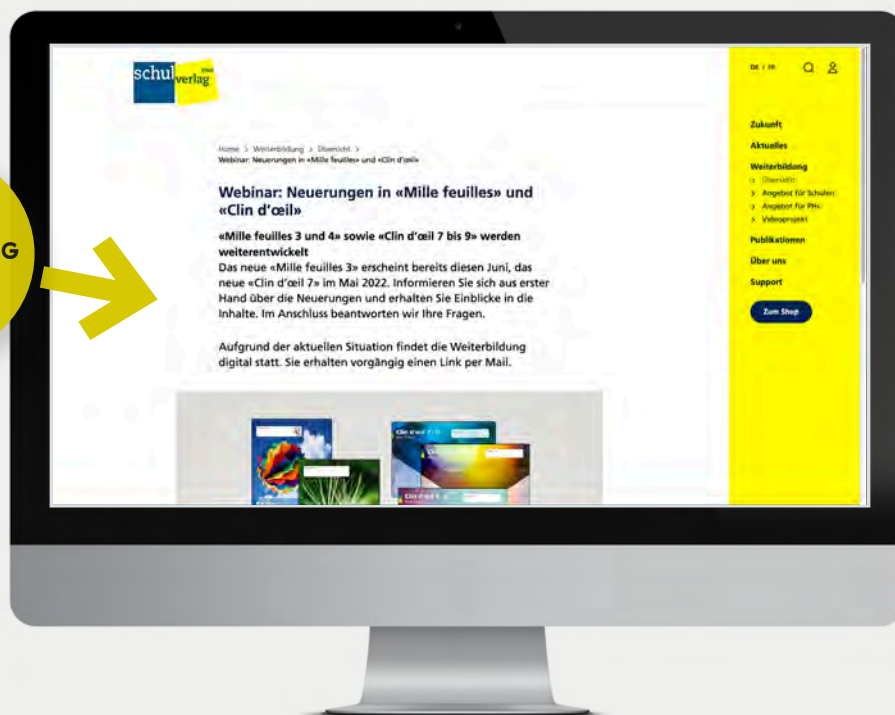 schul
verlag
plus
DE / FR
Home > Weiterbildung > Übersicht >
Webinar: Neuerungen in «Mille feuilles» und «Clin d'œil»
Webinar: Neuerungen in «Mille feuilles» und
«Clin d'œil»
«Mille feuilles 3 und 4» sowie «Clin d'œil 7 bis 9» werden
weiterentwickelt
Das neue «Mille feuilles 3» erscheint bereits diesen Juni, das
neue «Clin d'œil 7» im Mai 2022. Informieren Sie sich aus erster
Hand über die Neuerungen und erhalten Sie Einblicke in die
Inhalte. Im Anschluss beantworten wir Ihre Fragen.
Aufgrund der aktuellen Situation findet die Weiterbildung
digital statt. Sie erhalten vorgängig einen Link per Mail.
Zukunft
Aktuelles
Weiterbildung
> Übersicht
> Angebot für Schulen
> Angebot für PHs
> Videoprojekt
Publikationen
Über uns
Support
Zum Shop
G
Clin d'œil
Clin d'œil